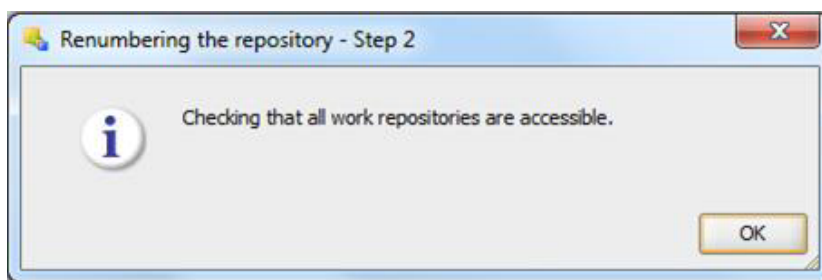 Renumbering the repository - Step 2
Checking that all work repositories are accessible.
OK